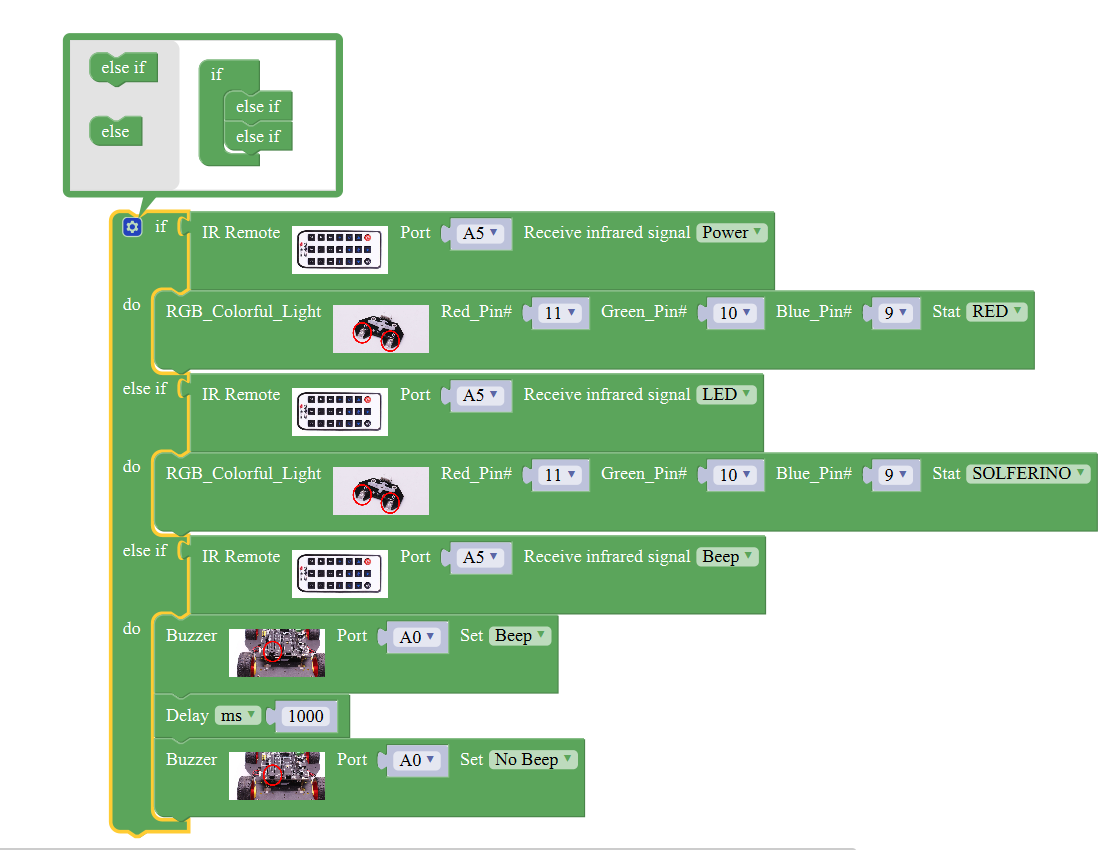 else if
if
else if
else
else if
if IR Remote Port A5 Receive infrared signal Power
do RGB_Colorful_Light Red_Pin# 11 Green_Pin# 10 Blue_Pin# 9 Stat RED
else if IR Remote Port A5 Receive infrared signal LED
do RGB_Colorful_Light Red_Pin# 11 Green_Pin# 10 Blue_Pin# 9 Stat SOLFERINO
else if IR Remote Port A5 Receive infrared signal Beep
do Buzzer Port A0 Set Beep
Delay ms 1000
Buzzer Port A0 Set No Beep